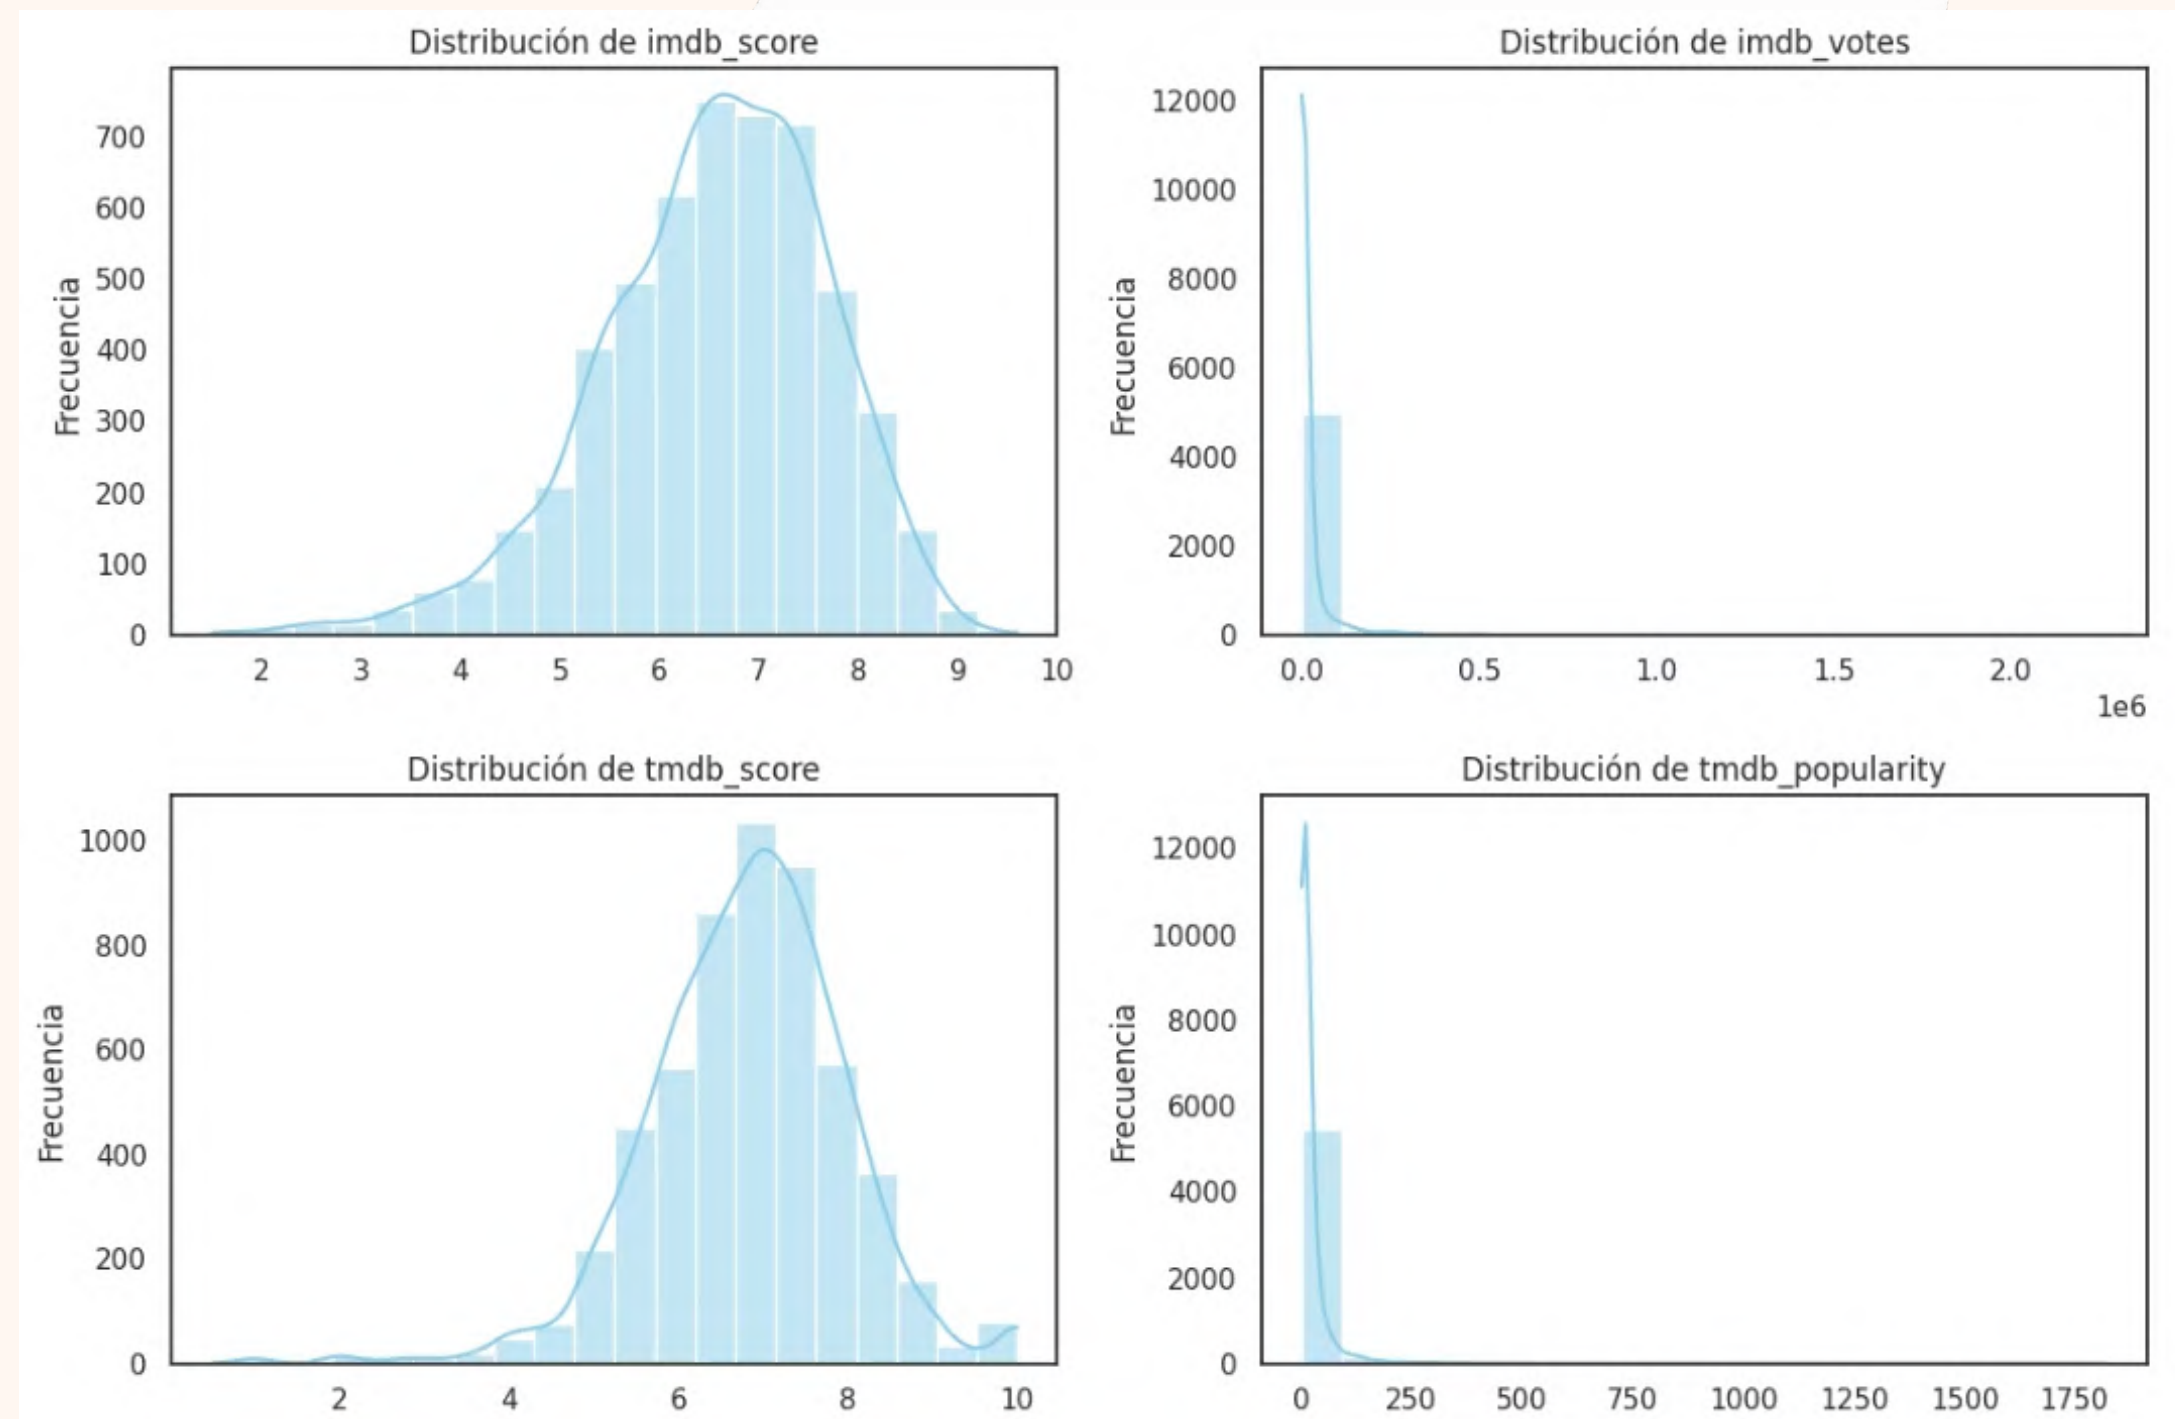 Distribución de imdb_score
Frecuencia
700
600
500
400
300
200
100
0
2 3 4 5 6 7 8 9 10
Distribución de imdb_votes
Frecuencia
12000
10000
8000
6000
4000
2000
0
0.0 0.5 1.0 1.5 2.0
1e6
Distribución de tmdb_score
Frecuencia
1000
800
600
400
200
0
2 4 6 8 10
Distribución de tmdb_popularity
Frecuencia
12000
10000
8000
6000
4000
2000
0
0 250 500 750 1000 1250 1500 1750